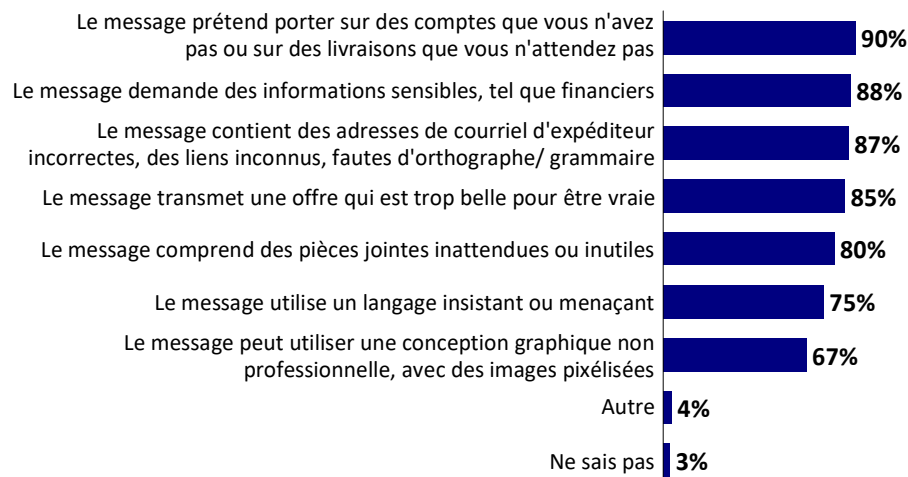 Le message prétend porter sur des comptes que vous n'avez
pas ou sur des livraisons que vous n'attendez pas
90%
Le message demande des informations sensibles, tel que financiers
88%
Le message contient des adresses de courriel d'expéditeur
incorrectes, des liens inconnus, fautes d'orthographe/ grammaire
87%
Le message transmet une offre qui est trop belle pour être vraie
85%
Le message comprend des pièces jointes inattendues ou inutiles
80%
Le message utilise un langage insistant ou menaçant
75%
Le message peut utiliser une conception graphique non
professionnelle, avec des images pixélisées
67%
Autre
4%
Ne sais pas
3%